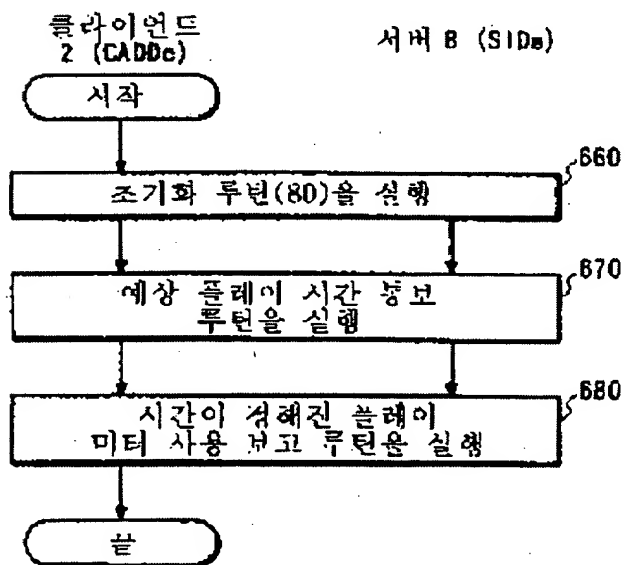 클라이언드
2 (CADDc)
서버 B (SIDs)
시작
660
조기화 루틴(80)을 실행
670
예상 플레이 시간 통보
루틴을 실행
680
시간이 정해진 플레이
미터 사용 보고 루틴을 실행
끝